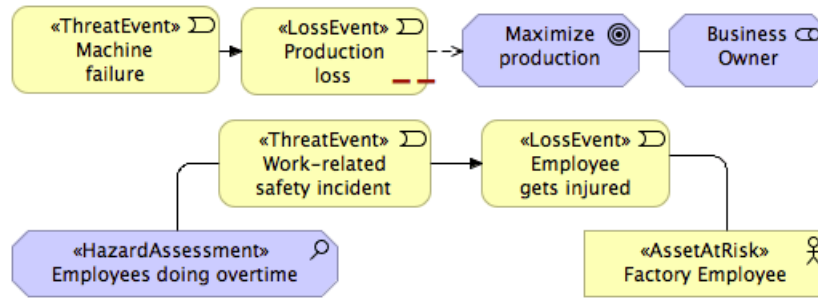 «ThreatEvent»
Machine
failure
«LossEvent»
Production
loss
Maximize
production
Business
Owner
«ThreatEvent»
Work-related
safety incident
«LossEvent»
Employee
gets injured
«HazardAssessment»
Employees doing overtime
«AssetAtRisk»
Factory Employee